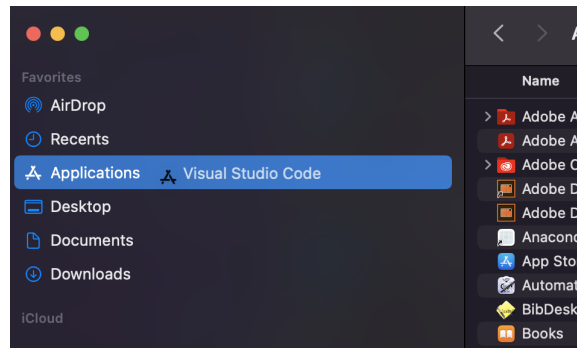 Favorites
AirDrop
Recents
Applications Visual Studio Code
Desktop
Documents
Downloads
iCloud
Name
Adobe A
Adobe A
Adobe C
Adobe D
Adobe D
Anacond
App Sto
Automat
BibDesk
Books